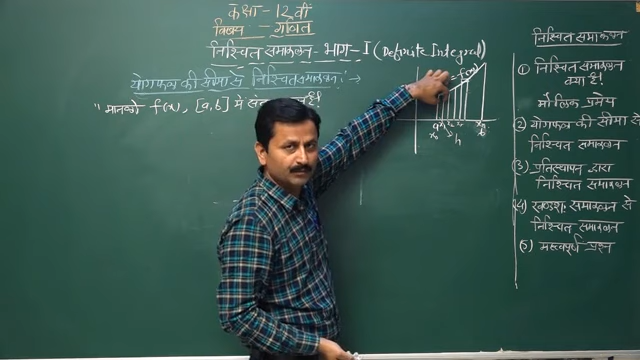 कक्षा - 12वीं
विषय - गणित
निश्चित समाकलन - भाग - I (Definite Integral)
योगफल की सीमा से निश्चित समाकलन :→
"मानलो f(x), [a,b] में
f(x)
a
b
h
निश्चित समाकलन
① निश्चित समाकलन
क्या है?
मौलिक प्रमेय
② योगफल की सीमा से
निश्चित समाकलन
(3) प्रतिस्थापन द्वारा
निश्चित समाकलन
(4) खण्डशः समाकलन से
निश्चित समाकलन
(5) महत्वपूर्ण प्रश्न